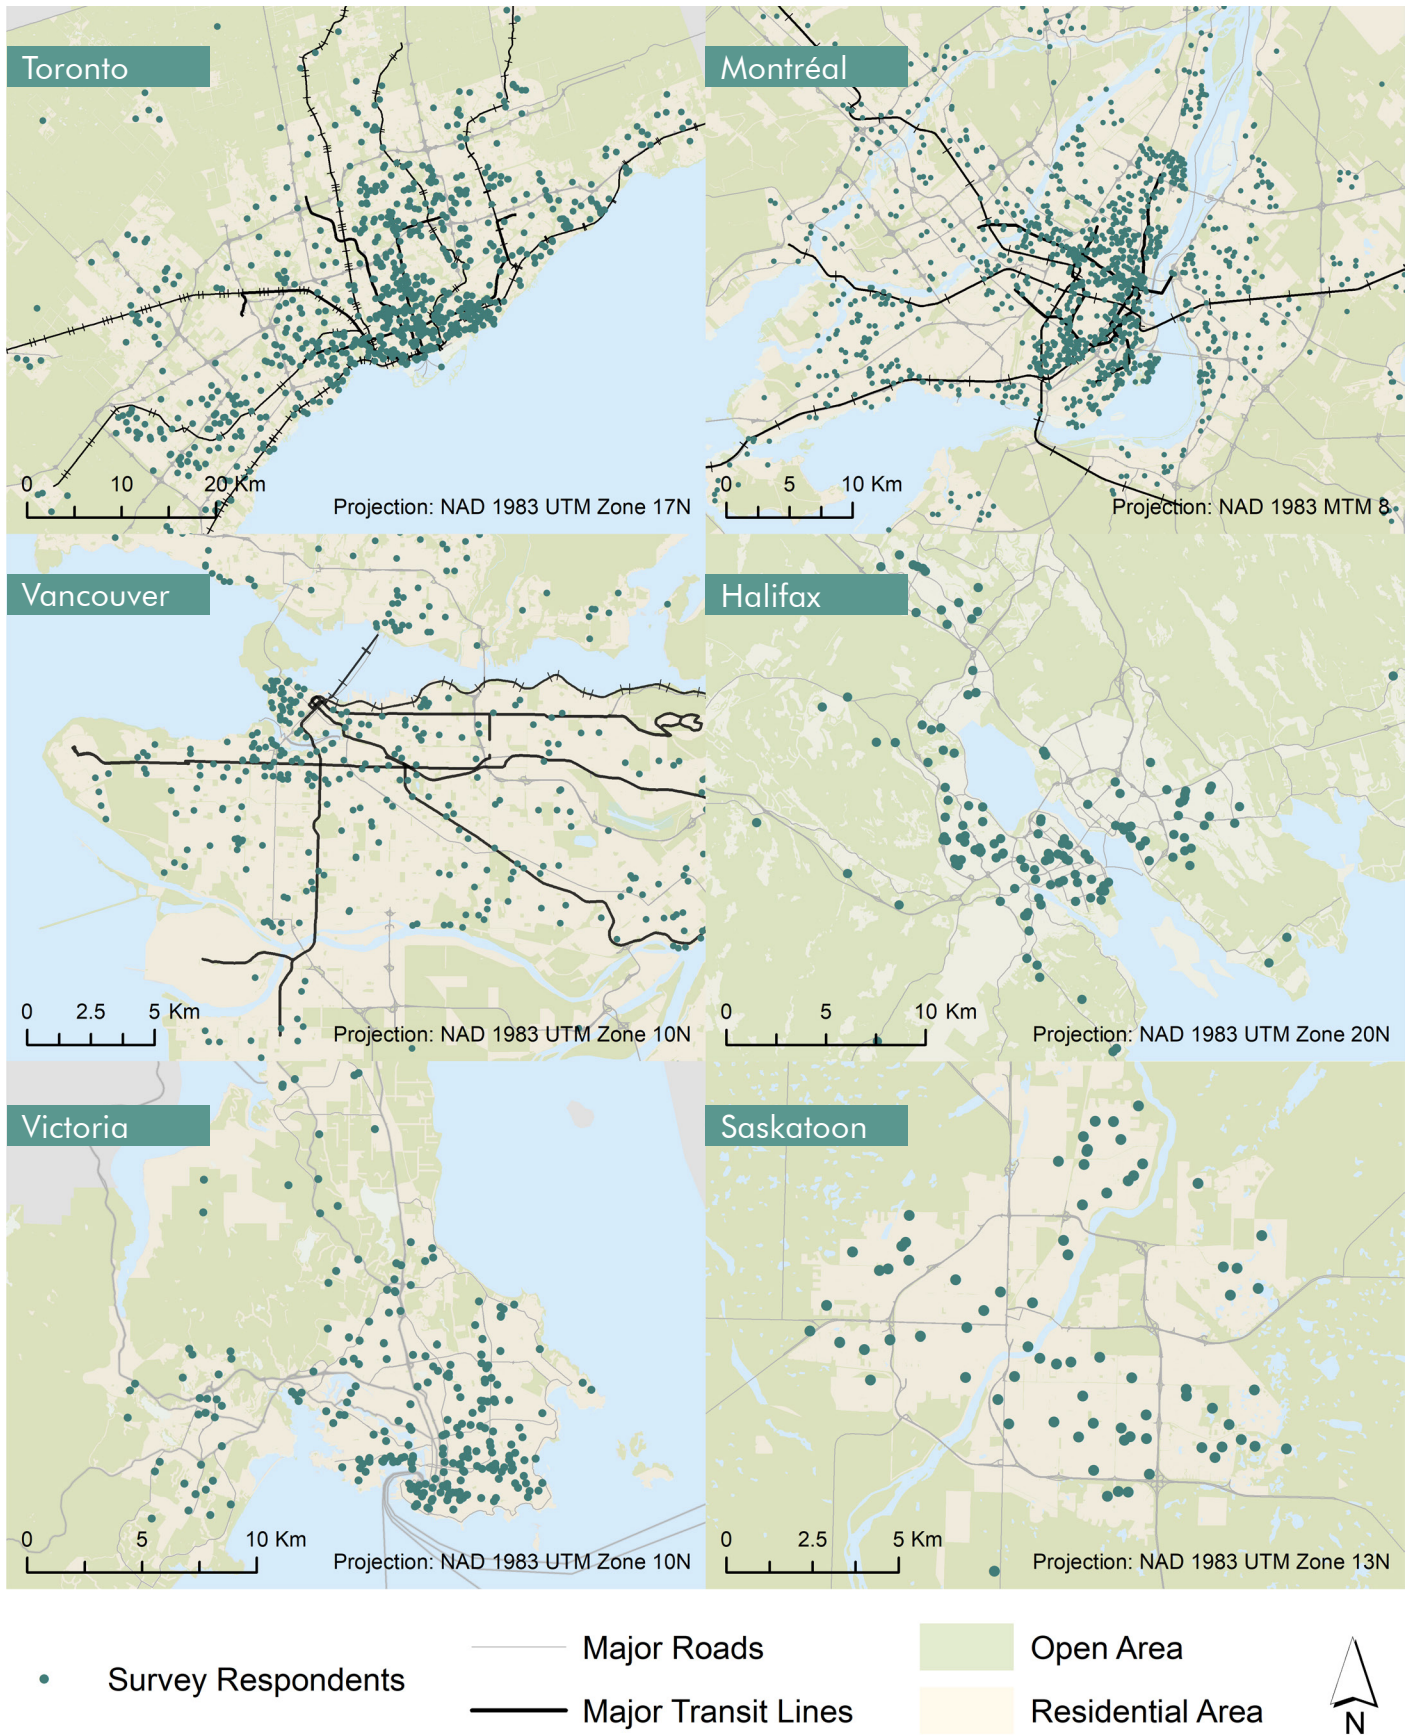 Toronto
0 10 20 Km
Projection: NAD 1983 UTM Zone 17N
Montréal
0 5 10 Km
Projection: NAD 1983 MTM 8
Vancouver
0 2.5 5 Km
Projection: NAD 1983 UTM Zone 10N
Halifax
0 5 10 Km
Projection: NAD 1983 UTM Zone 20N
Victoria
0 5 10 Km
Projection: NAD 1983 UTM Zone 10N
Saskatoon
0 2.5 5 Km
Projection: NAD 1983 UTM Zone 13N
Survey Respondents
Major Roads
Major Transit Lines
Open Area
Residential Area
N